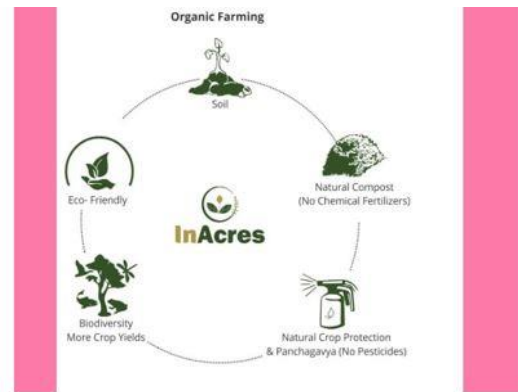 Organic Farming
Soil
Natural Compost
(No Chemical Fertilizers)
Natural Crop Protection
& Panchagavya (No Pesticides)
Biodiversity
More Crop Yields
Eco- Friendly
InAcres